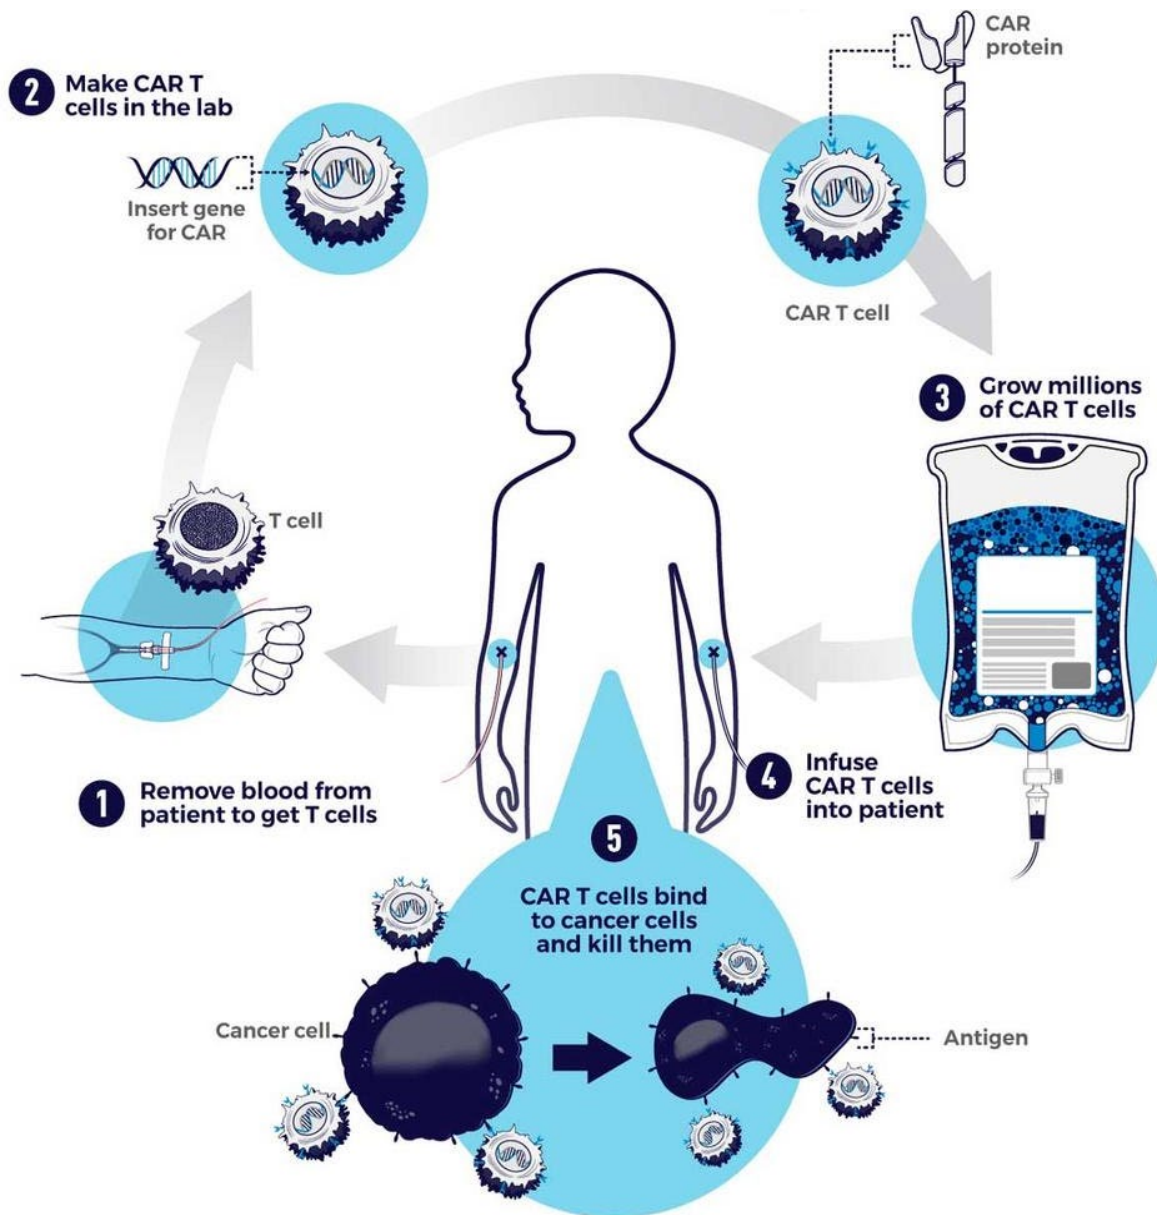 1
Remove blood from
patient to get T cells
T cell
2
Make CAR T
cells in the lab
Insert gene
for CAR
CAR
protein
CAR T cell
3
Grow millions
of CAR T cells
4
Infuse
CAR T cells
into patient
5
CAR T cells bind
to cancer cells
and kill them
Cancer cell
Antigen